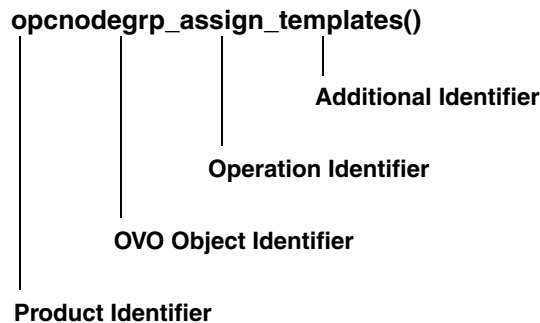 opcnodegrp_assign_templates()
Additional Identifier
Operation Identifier
OVO Object Identifier
Product Identifier